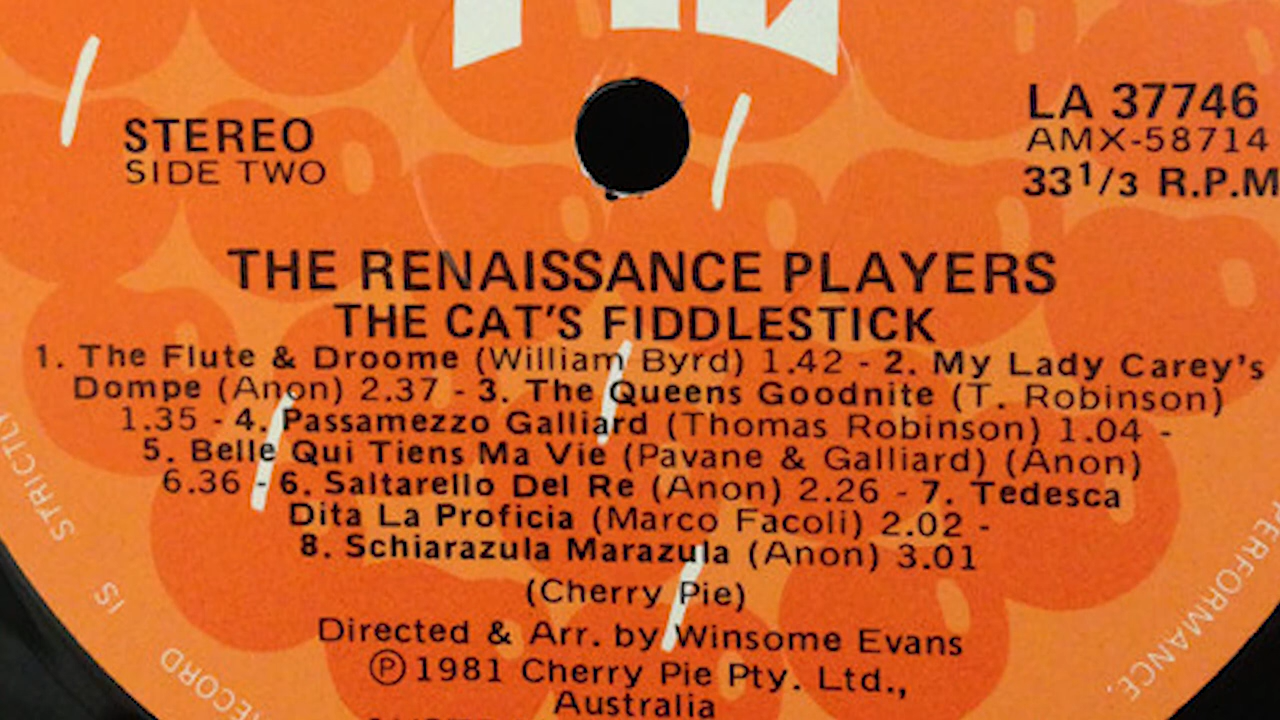 STEREO
SIDE TWO
LA 37746
AMX-58714
33 1/3 R.P.M
THE RENAISSANCE PLAYERS
THE CAT'S FIDDLESTICK
1. The Flute & Droome (William Byrd) 1.42 - 2. My Lady Carey's
Dompe (Anon) 2.37 - 3. The Queens Goodnite (T. Robinson)
1.35 - 4. Passamezzo Galliard (Thomas Robinson) 1.04 -
5. Belle Qui Tiens Ma Vie (Pavane & Galliard) (Anon)
6.36 - 6. Saltarello Del Re (Anon) 2.26 - 7. Tedesca
Dita La Proficia (Marco Facoli) 2.02 -
8. Schiarazula Marazula (Anon) 3.01
(Cherry Pie)
Directed & Arr. by Winsome Evans
Ⓟ 1981 Cherry Pie Pty. Ltd.,
Australia
PERFORMANCE,
RECORD IS STRICTLY